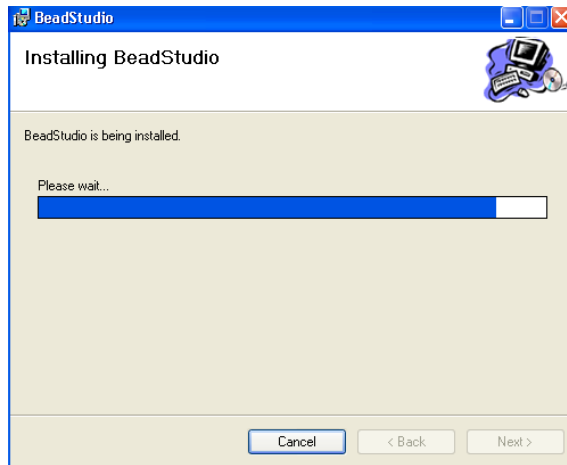 BeadStudio
Installing BeadStudio
BeadStudio is being installed.
Please wait...
Cancel
< Back
Next >